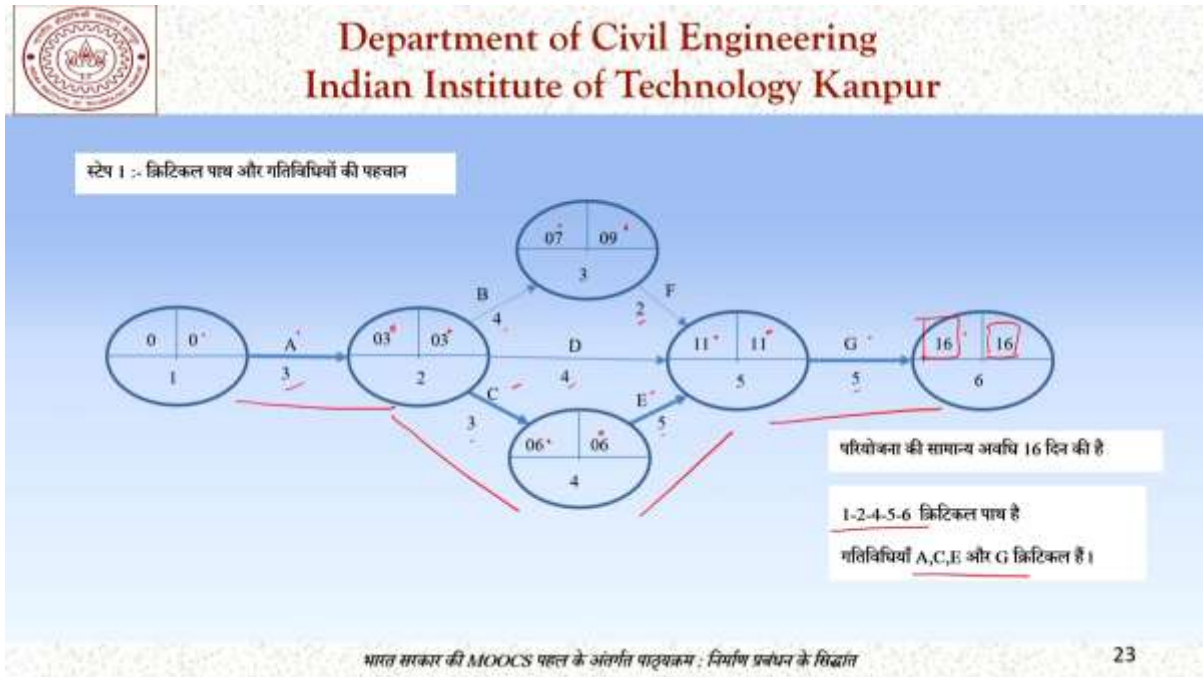 Department of Civil Engineering
Indian Institute of Technology Kanpur
स्टेप 1 :- क्रिटिकल पाथ और गतिविधियों की पहचान
07 09
3
B
4
F
2
0 0
1
A
3
03 03
2
D
4
11 11
5
G
5
16 16
6
C
3
E
5
06 06
4
परियोजना की सामान्य अवधि 16 दिन की है
1-2-4-5-6 क्रिटिकल पाथ है
गतिविधियाँ A,C,E और G क्रिटिकल हैं।
भारत सरकार की MOOCS पहल के अंतर्गत पाठ्यक्रम : निर्माण प्रबंधन के सिद्धांत
23